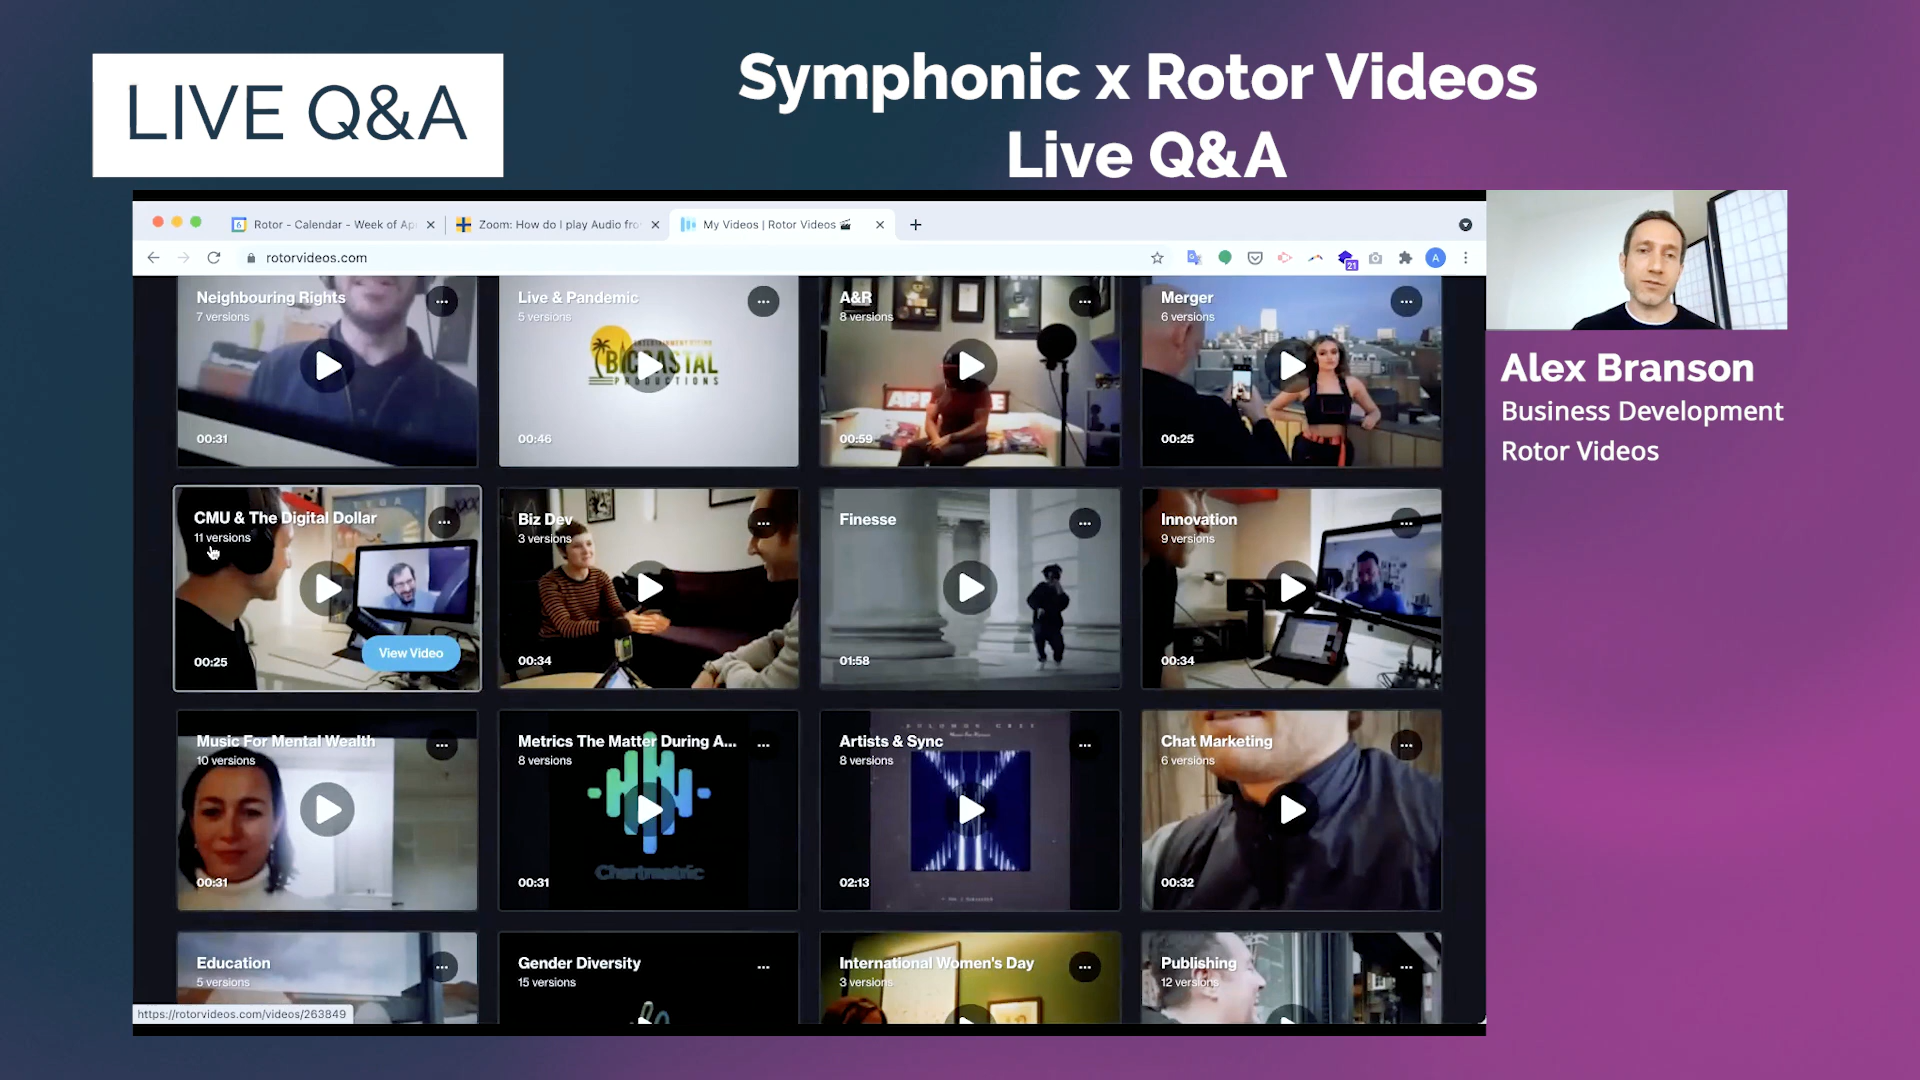 LIVE Q&A
Symphonic x Rotor Videos
Live Q&A
Rotor - Calendar - Week of Ap
Zoom: How do I play Audio fro
My Videos | Rotor Videos
rotorvideos.com
21
A
Neighbouring Rights
7 versions
00:31
Live & Pandemic
5 versions
PRODUCTIONS
00:46
A&R
8 versions
00:59
Merger
6 versions
00:25
Alex Branson
Business Development
Rotor Videos
CMU & The Digital Dollar
11 versions
00:25
View Video
Biz Dev
3 versions
00:34
Finesse
01:58
Innovation
9 versions
00:34
Music For Mental Wealth
10 versions
00:31
Metrics The Matter During A...
8 versions
Chartmetric
00:31
Artists & Sync
8 versions
02:13
Chat Marketing
6 versions
00:32
Education
5 versions
Gender Diversity
15 versions
International Women's Day
3 versions
Publishing
12 versions
https://rotorvideos.com/videos/263849